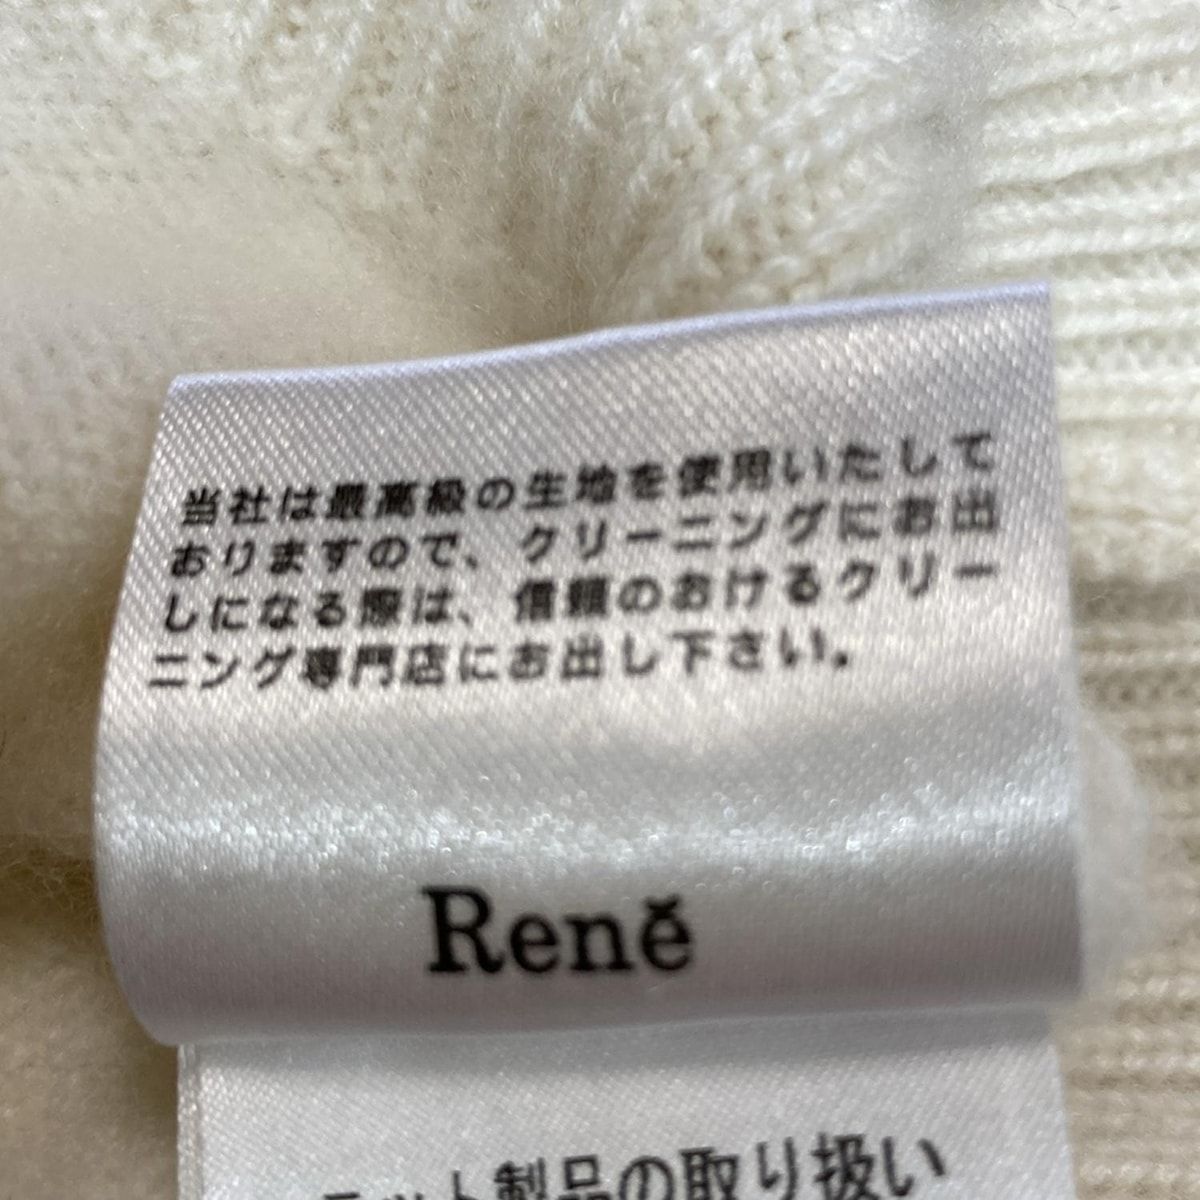 当社は最高級の生地を使用いたして
おりますので、クリーニングにお出
しになる際は、信頼のおけるクリー
ニング専門店にお出し下さい。
Reně
ニット製品の取り扱い